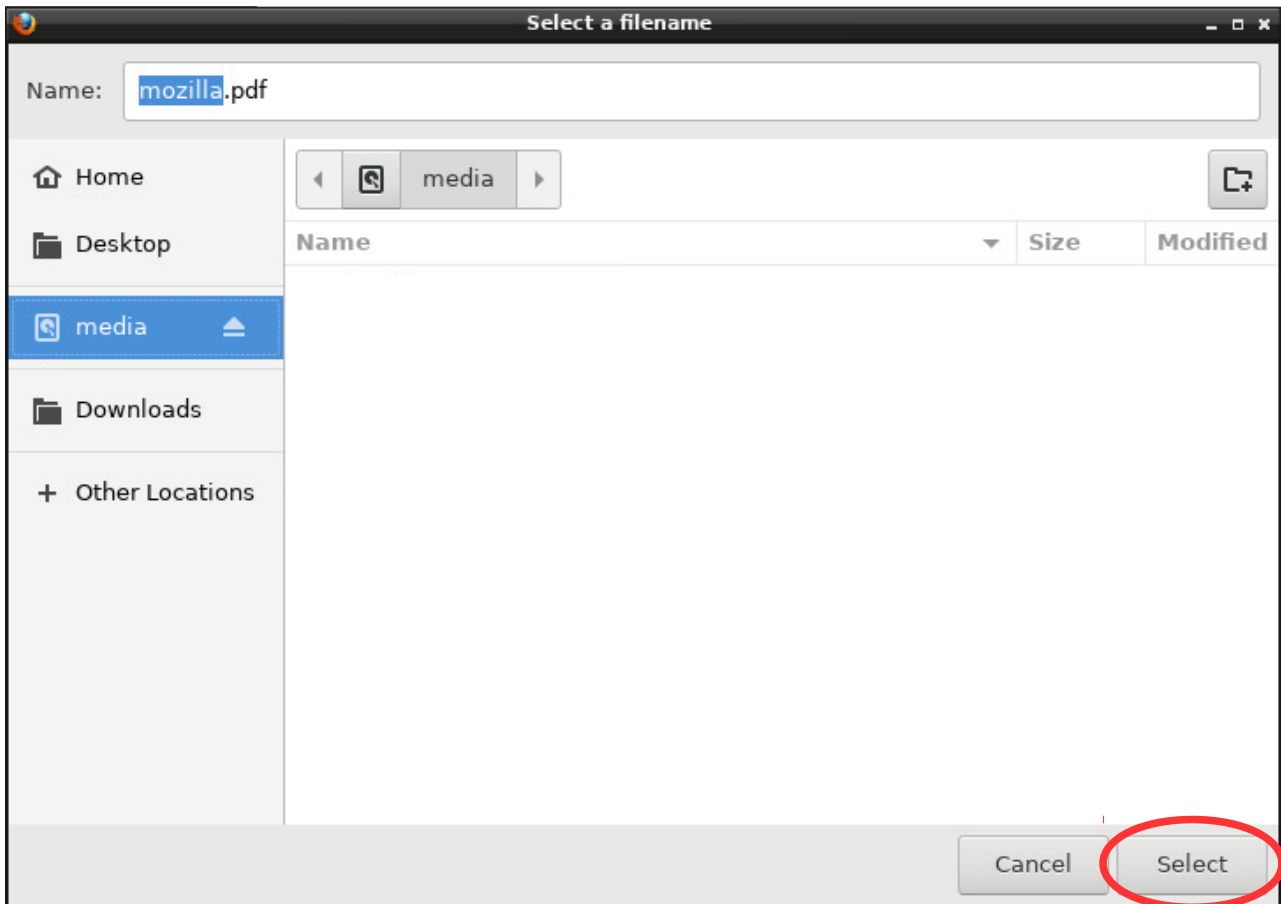 Select a filename
Name: mozilla.pdf
Home
media
Desktop
Name Size Modified
media
Downloads
+ Other Locations
Cancel Select